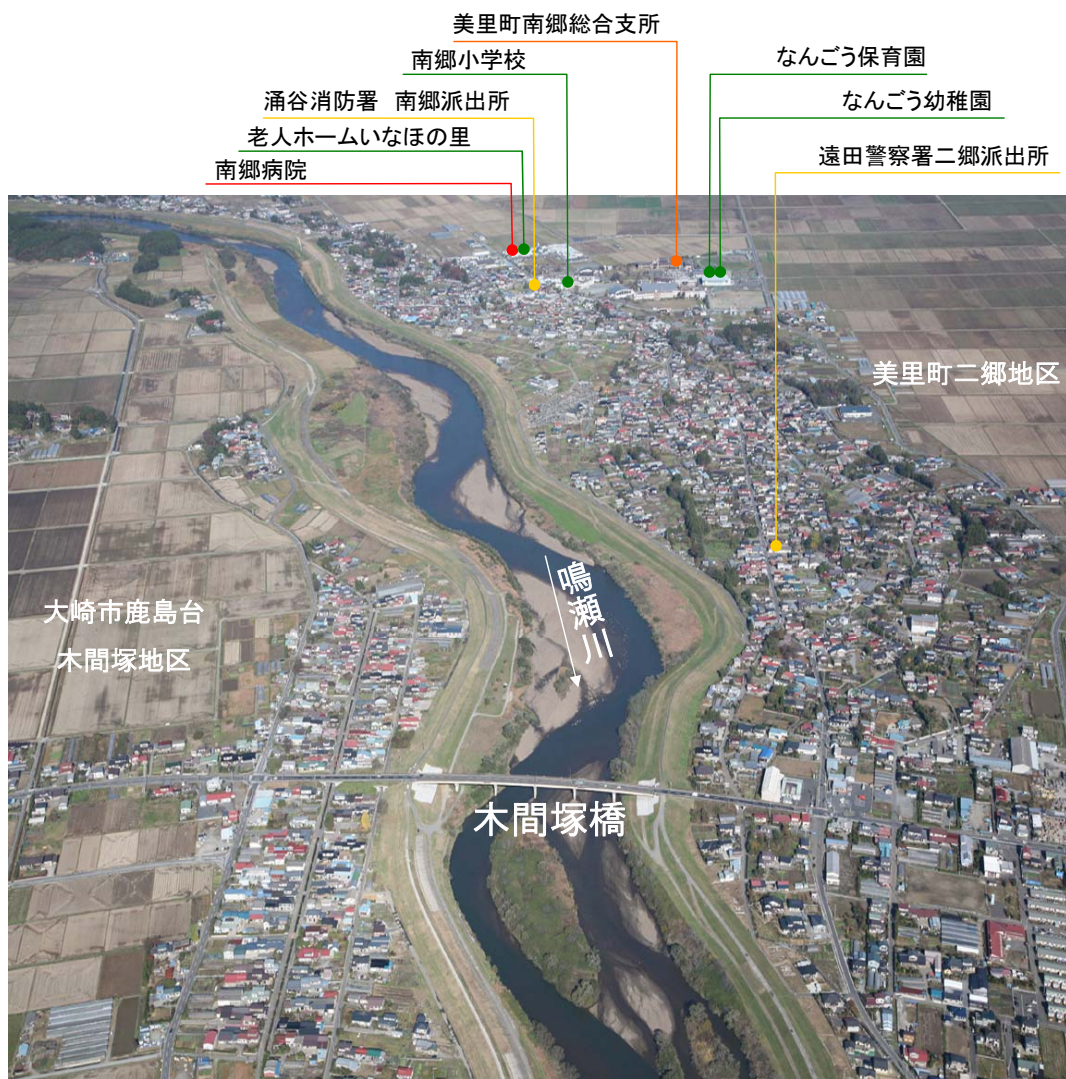 美里町南郷総合支所
南郷小学校
なんごう保育園
涌谷消防署 南郷派出所
なんごう幼稚園
老人ホームいなほの里
遠田警察署二郷派出所
南郷病院
美里町二郷地区
鳴瀬川
大崎市鹿島台
木間塚地区
木間塚橋